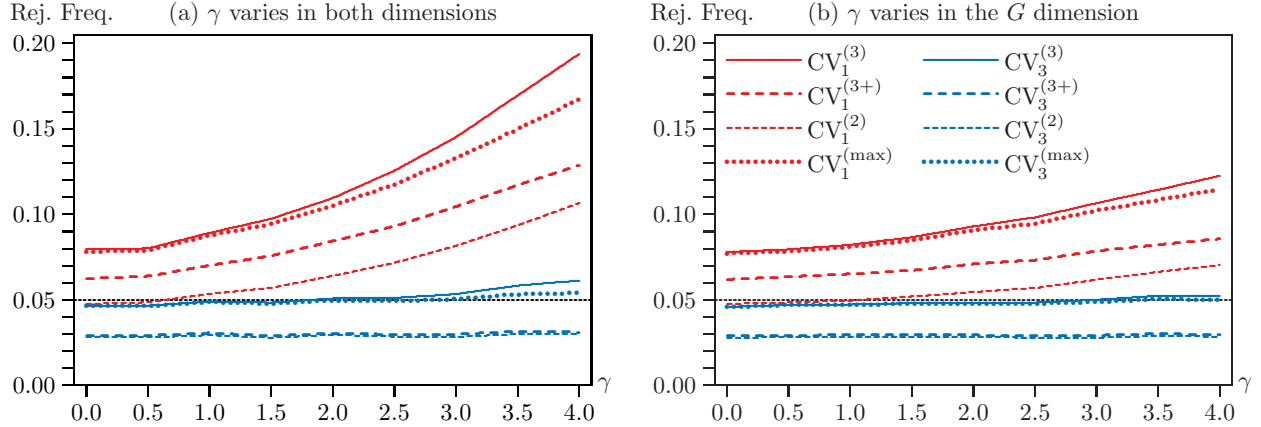 Rej. Freq. (a) γ varies in both dimensions
0.20
0.15
0.10
0.05
0.00
0.0 0.5 1.0 1.5 2.0 2.5 3.0 3.5 4.0
γ
Rej. Freq. (b) γ varies in the G dimension
0.20
0.15
0.10
0.05
0.00
CV₁⁽³⁾ CV₃⁽³⁾
CV₁⁽³⁺⁾ CV₃⁽³⁺⁾
CV₁⁽²⁾ CV₃⁽²⁾
CV₁^(max) CV₃^(max)
0.0 0.5 1.0 1.5 2.0 2.5 3.0 3.5 4.0
γ